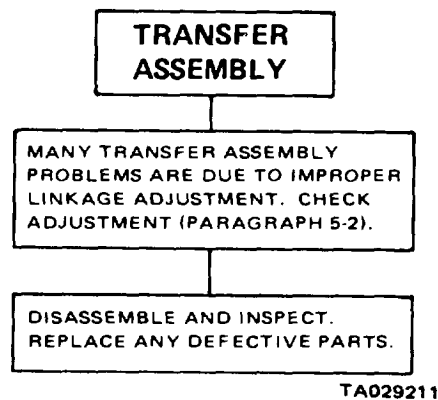 TRANSFER
ASSEMBLY
MANY TRANSFER ASSEMBLY
PROBLEMS ARE DUE TO IMPROPER
LINKAGE ADJUSTMENT. CHECK
ADJUSTMENT (PARAGRAPH 5-2).
DISASSEMBLE AND INSPECT.
REPLACE ANY DEFECTIVE PARTS.
TA029211